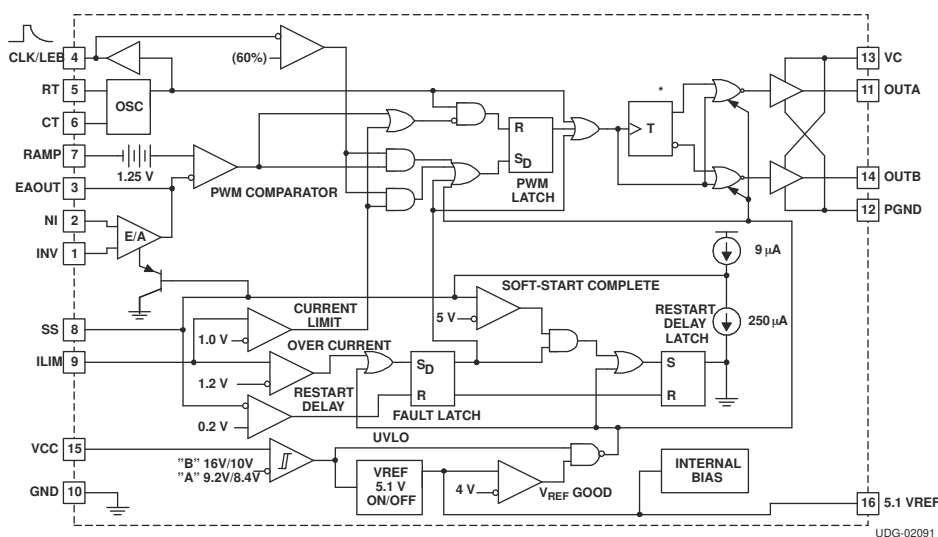 CLK/LEB 4
(60%)
13 VC
RT 5
OSC
11 OUTA
CT 6
*
T
R
SD
PWM
LATCH
RAMP 7
1.25 V
PWM COMPARATOR
EAOUT 3
14 OUTB
NI 2
12 PGND
E/A
INV 1
9 µA
SOFT-START COMPLETE
SS 8
CURRENT
LIMIT
1.0 V
5 V
RESTART
DELAY
LATCH
250 µA
ILIM 9
OVER CURRENT
1.2 V
SD
R
FAULT LATCH
S
R
RESTART
DELAY
0.2 V
UVLO
VCC 15
"B" 16V/10V
"A" 9.2V/8.4V
VREF
5.1 V
ON/OFF
4 V
VREF GOOD
INTERNAL
BIAS
GND 10
16 5.1 VREF
UDG-02091